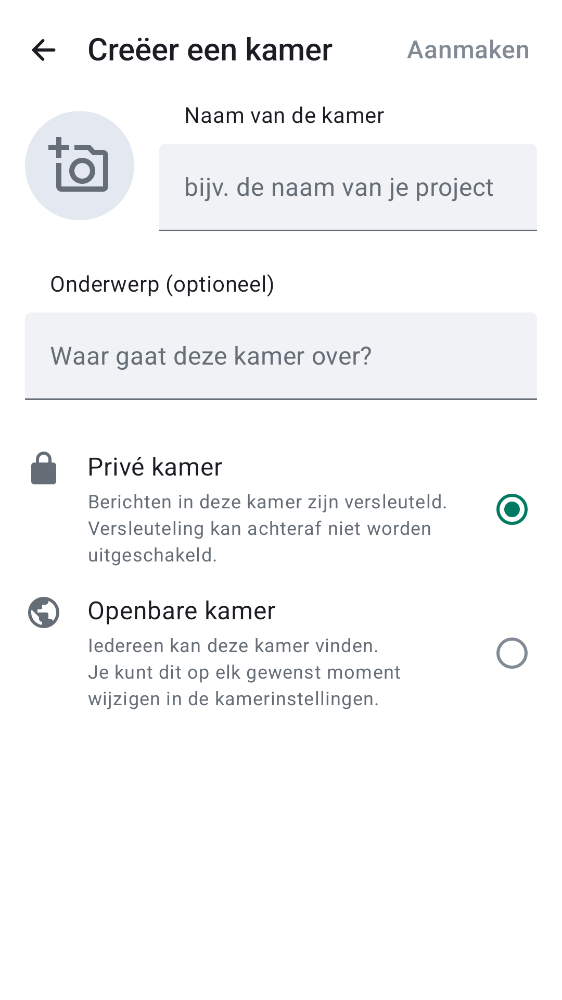 Creëer een kamer
Aanmaken
Naam van de kamer
bijv. de naam van je project
Onderwerp (optioneel)
Waar gaat deze kamer over?
Privé kamer
Berichten in deze kamer zijn versleuteld.
Versleuteling kan achteraf niet worden
uitgeschakeld.
Openbare kamer
Iedereen kan deze kamer vinden.
Je kunt dit op elk gewenst moment
wijzigen in de kamerinstellingen.